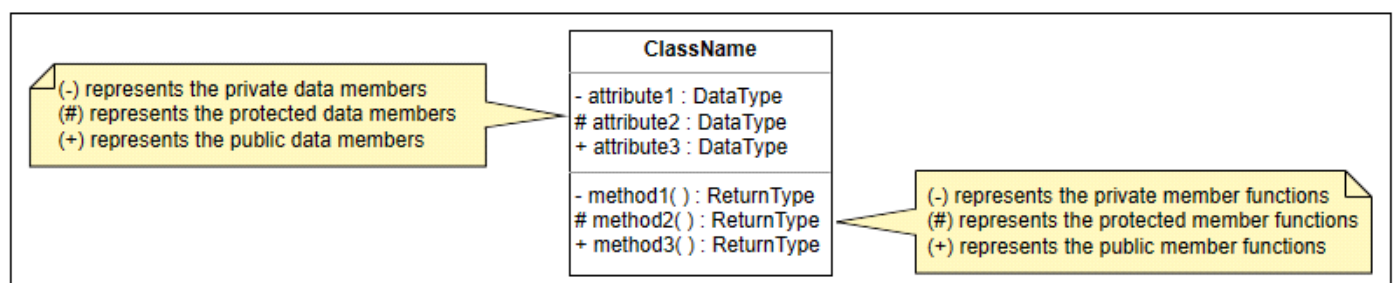 ClassName
(-) represents the private data members
(#) represents the protected data members
(+) represents the public data members
- attribute1 : DataType
# attribute2 : DataType
+ attribute3 : DataType
- method1( ) : ReturnType
# method2( ) : ReturnType
+ method3( ) : ReturnType
(-) represents the private member functions
(#) represents the protected member functions
(+) represents the public member functions